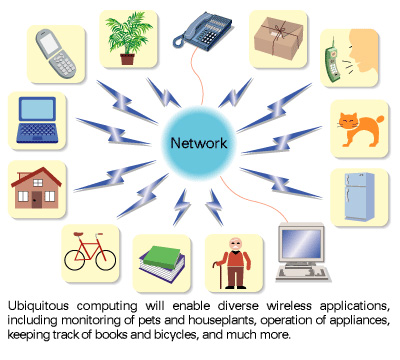 Network
Ubiquitous computing will enable diverse wireless applications,
including monitoring of pets and houseplants, operation of appliances,
keeping track of books and bicycles, and much more.